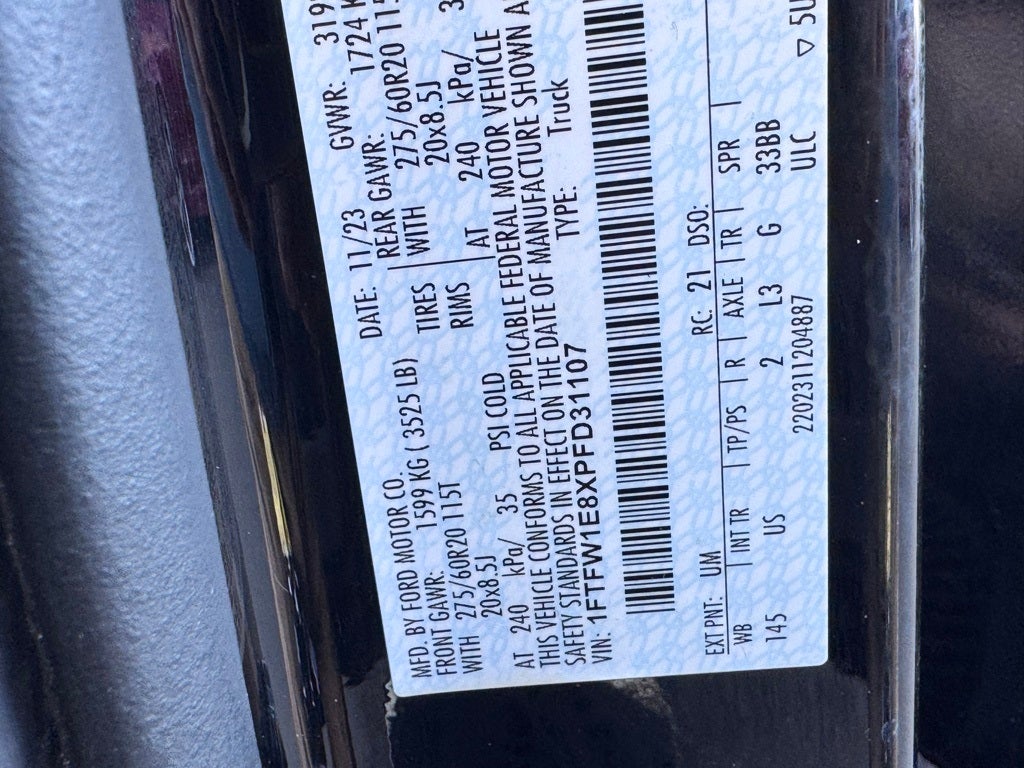 MFD. BY FORD MOTOR CO.
DATE: 11/23 GVWR: 319
FRONT GAWR: 1599 KG ( 3525 LB) REAR GAWR: 1724 K
WITH 275/60R20 115T TIRES WITH 275/60R20 115
20x8.5J RIMS 20x8.5J
AT 240 kPa/ 35 PSI COLD AT 240 kPa/ 3
THIS VEHICLE CONFORMS TO ALL APPLICABLE FEDERAL MOTOR VEHICLE
SAFETY STANDARDS IN EFFECT ON THE DATE OF MANUFACTURE SHOWN A
VIN: 1FTFW1E8XPFD31107 TYPE: Truck
EXT PNT: UM RC: 21 DSO:
WB INT TR TP/PS R AXLE TR SPR
145 US 2 L3 G 33BB
2202311204887 ULC ▽ 5U